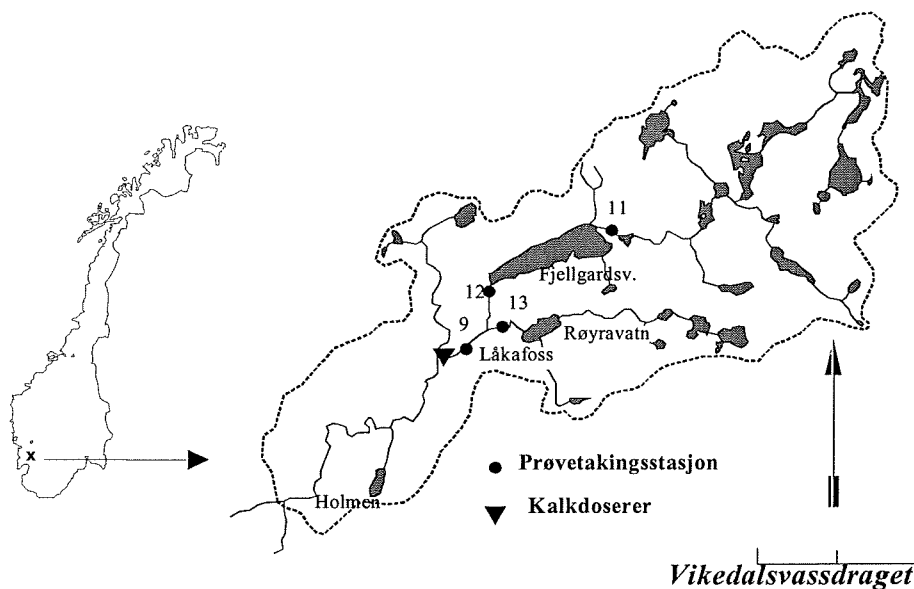 11
Fjellgardsv.
12
13
9
Røyravatn
Låkafoss
x
Prøvetakingsstasjon
Kalkdoserer
Holmen
Vikedalsvassdraget